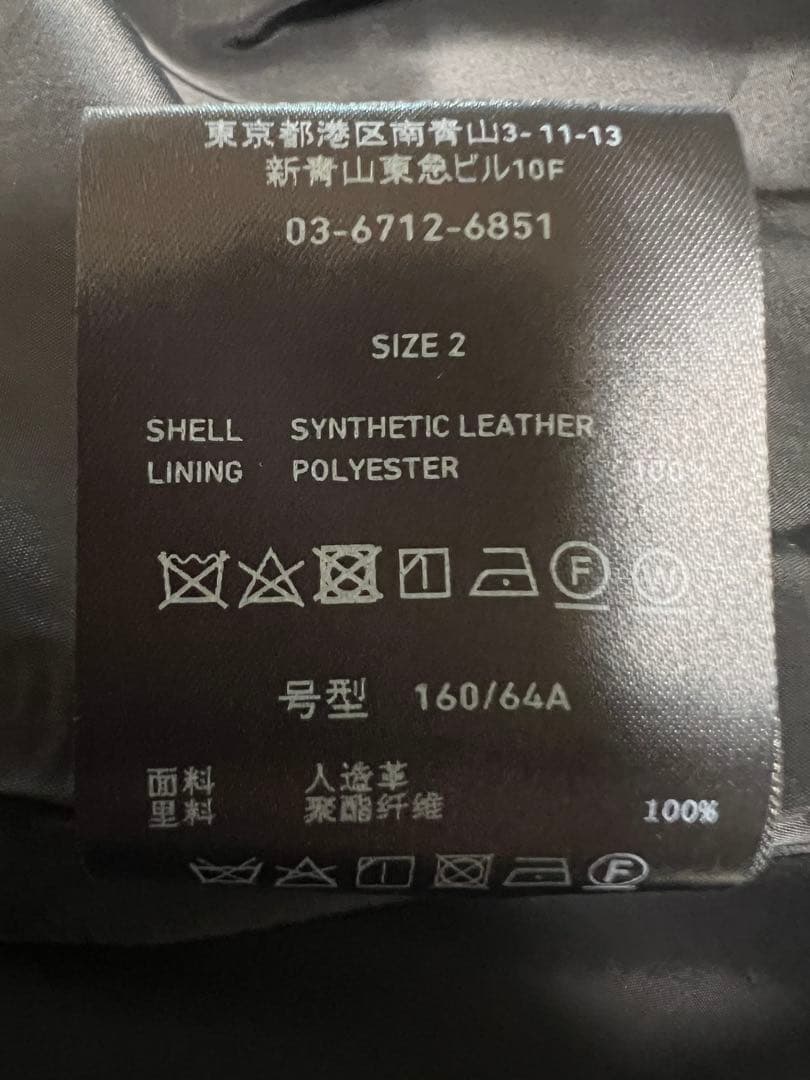 東京都港区南青山3-11-13
新青山東急ビル10F
03-6712-6851
SIZE 2
SHELL SYNTHETIC LEATHER
LINING POLYESTER 100%
F W
号型 160/64A
面料 人造革
里料 聚酯纤维 100%
F